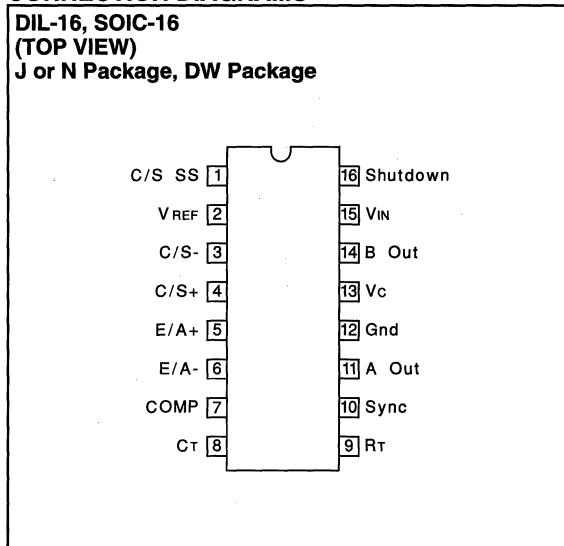 DIL-16, SOIC-16
(TOP VIEW)
J or N Package, DW Package
C/S SS 1 16 Shutdown
VREF 2 15 VIN
C/S- 3 14 B Out
C/S+ 4 13 VC
E/A+ 5 12 Gnd
E/A- 6 11 A Out
COMP 7 10 Sync
CT 8 9 RT